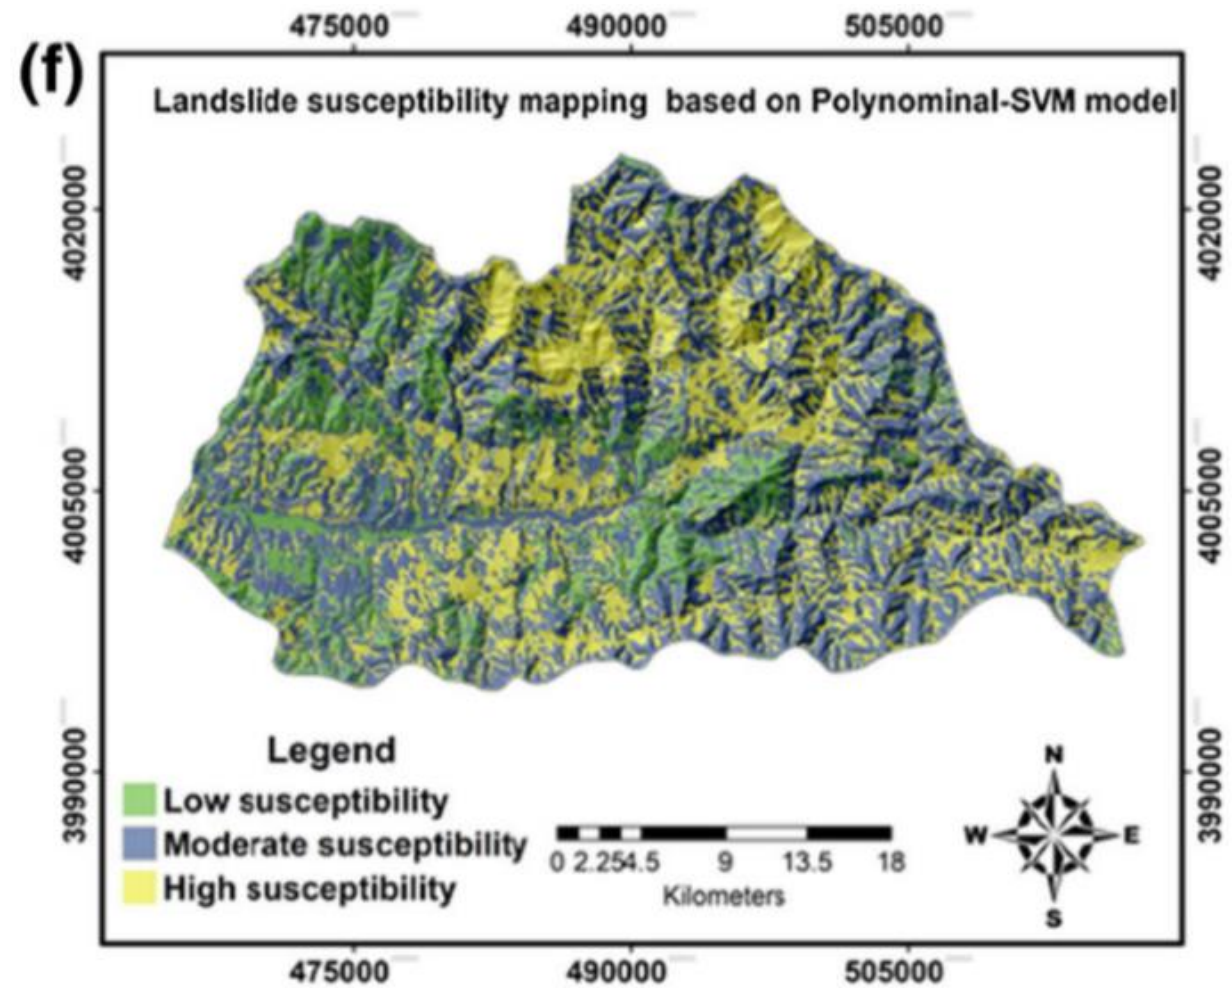 (f)
475000 490000 505000
Landslide susceptibility mapping based on Polynominal-SVM model
4020000 4020000
4005000 4005000
3990000 3990000
Legend
Low susceptibility
Moderate susceptibility
High susceptibility
0 2.254.5 9 13.5 18
Kilometers
N
W E
S
475000 490000 505000